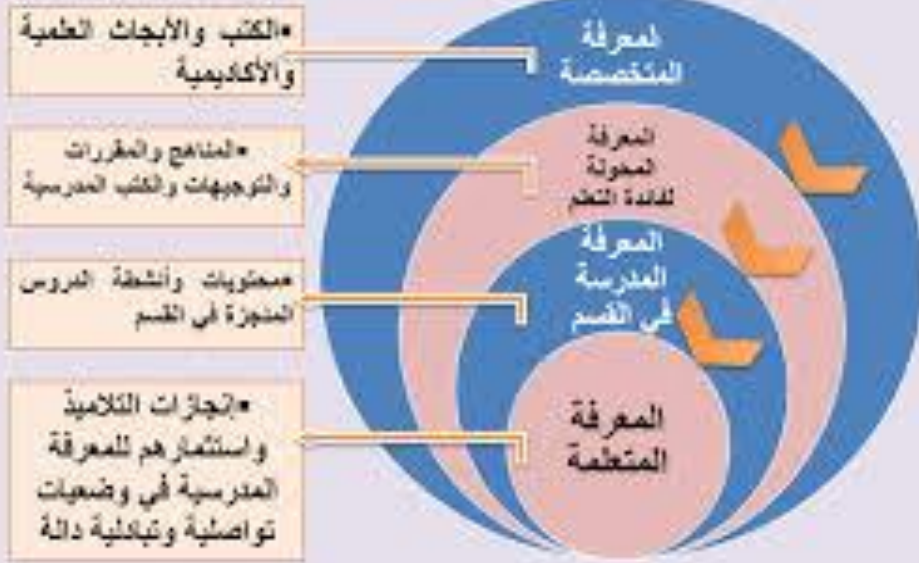 المعرفة
المتخصصة
▪الكتب والأبحاث العلمية
والأكاديمية
المعرفة
المحولة
لفائدة التعلم
▪المناهج والمقررات
والتوجيهات والكتب المدرسية
المعرفة
المدرسة
في القسم
▪محتويات وأنشطة الدروس
المنجزة في القسم
المعرفة
المتعلمة
▪إنجازات التلاميذ
واستثمارهم للمعرفة
المدرسية في وضعيات
تواصلية وتبادلية دالة